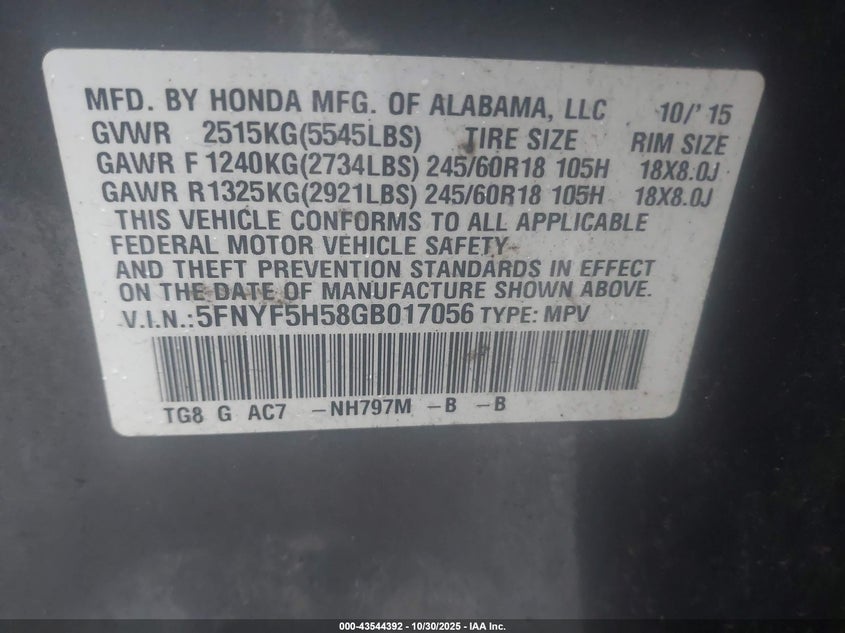 MFD. BY HONDA MFG. OF ALABAMA, LLC 10/'15
GVWR 2515KG(5545LBS) TIRE SIZE RIM SIZE
GAWR F 1240KG(2734LBS) 245/60R18 105H 18X8.0J
GAWR R1325KG(2921LBS) 245/60R18 105H 18X8.0J
THIS VEHICLE CONFORMS TO ALL APPLICABLE
FEDERAL MOTOR VEHICLE SAFETY
AND THEFT PREVENTION STANDARDS IN EFFECT
ON THE DATE OF MANUFACTURE SHOWN ABOVE.
V.I.N.:5FNYF5H58GB017056 TYPE: MPV
TG8 G AC7 -NH797M -B -B
000-43544392 - 10/30/2025 - IAA Inc.